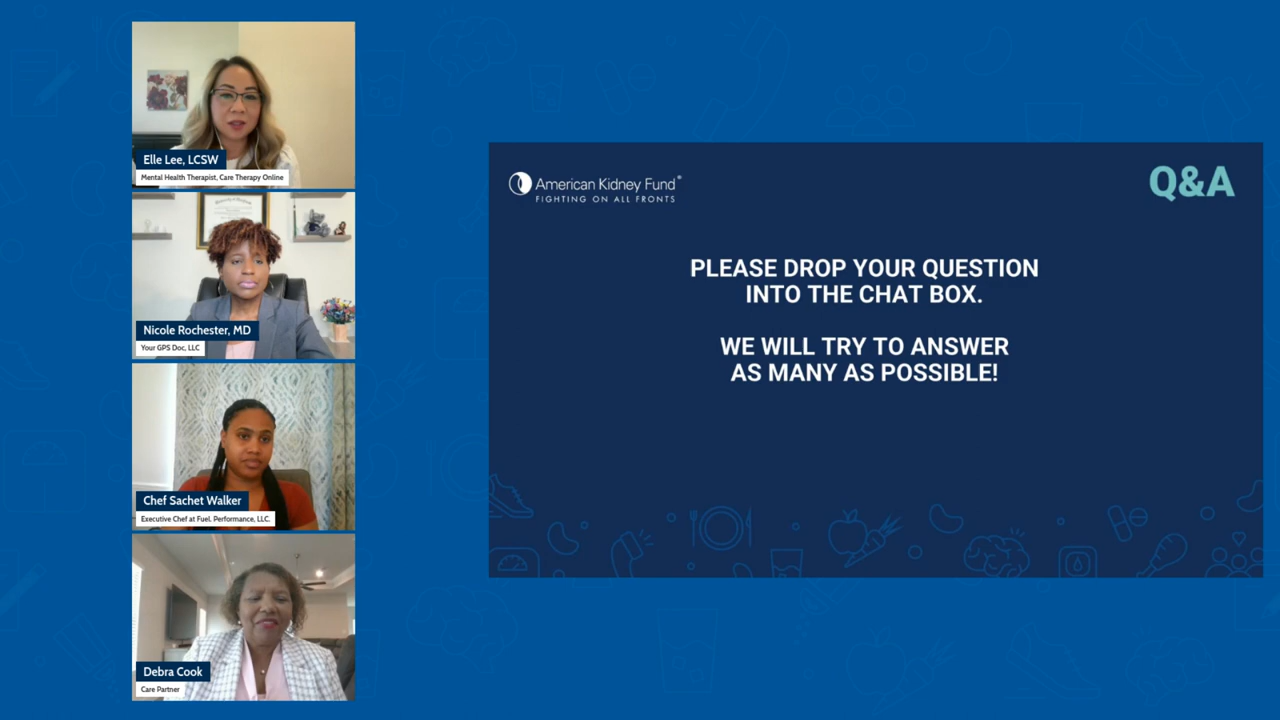 Elle Lee, LCSW
Mental Health Therapist, Care Therapy Online
Nicole Rochester, MD
Your GPS Doc, LLC
Chef Sachet Walker
Executive Chef at Fuel. Performance, LLC.
Debra Cook
Care Partner
American Kidney Fund®
FIGHTING ON ALL FRONTS
Q&A
PLEASE DROP YOUR QUESTION
INTO THE CHAT BOX.
WE WILL TRY TO ANSWER
AS MANY AS POSSIBLE!